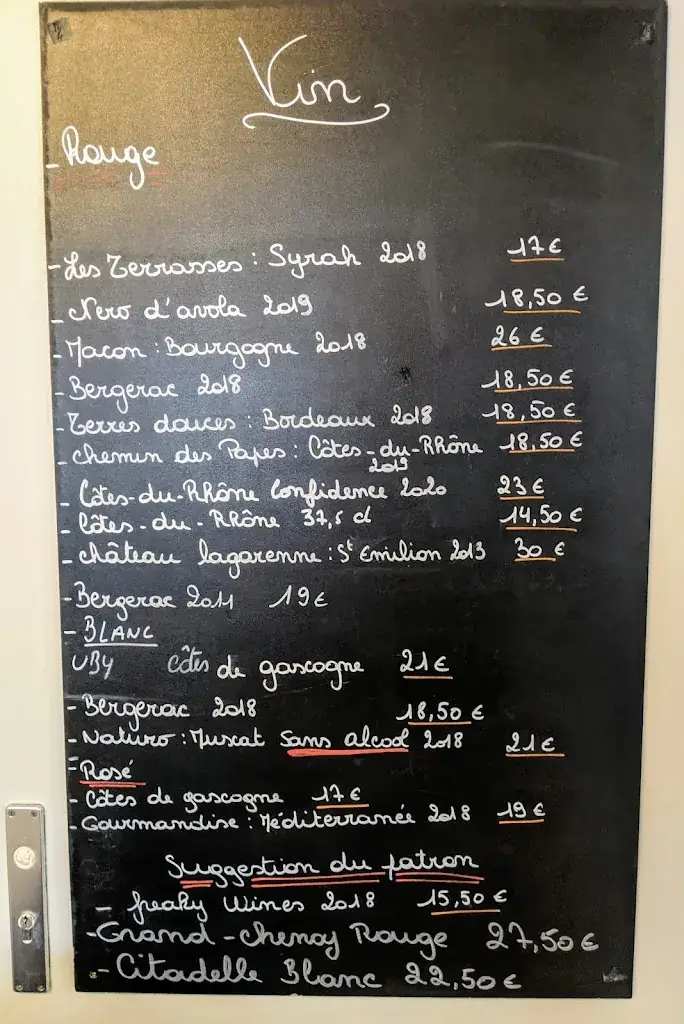 Vin
- Rouge
- Les Terrasses : Syrah 2018 17€
- Nero d'avola 2019 18,50 €
- Macon : Bourgogne 2018 26 €
- Bergerac 2018 18,50 €
- Terres douces : Bordeaux 2018 18,50 €
- Chemin des Papes : Côtes-du-Rhône 18,50 €
2019
- Côtes-du-Rhône Confidence 2020 23 €
- Côtes-du-Rhône 37,5 cl 14,50 €
- château lagarenne : St Emilion 2013 30 €
- Bergerac 2011 19€
- BLANC
UBY côtes de gascogne 21€
- Bergerac 2018 18,50 €
- Naturo : Muscat Sans alcool 2018 21€
- Rosé
- Côtes de gascogne 17€
- Gourmandise : Méditerranée 2018 19€
Suggestion du patron
- freaky Wines 2018 15,50 €
- Grand-Chenay Rouge 27,50 €
- Citadelle Blanc 22,50 €